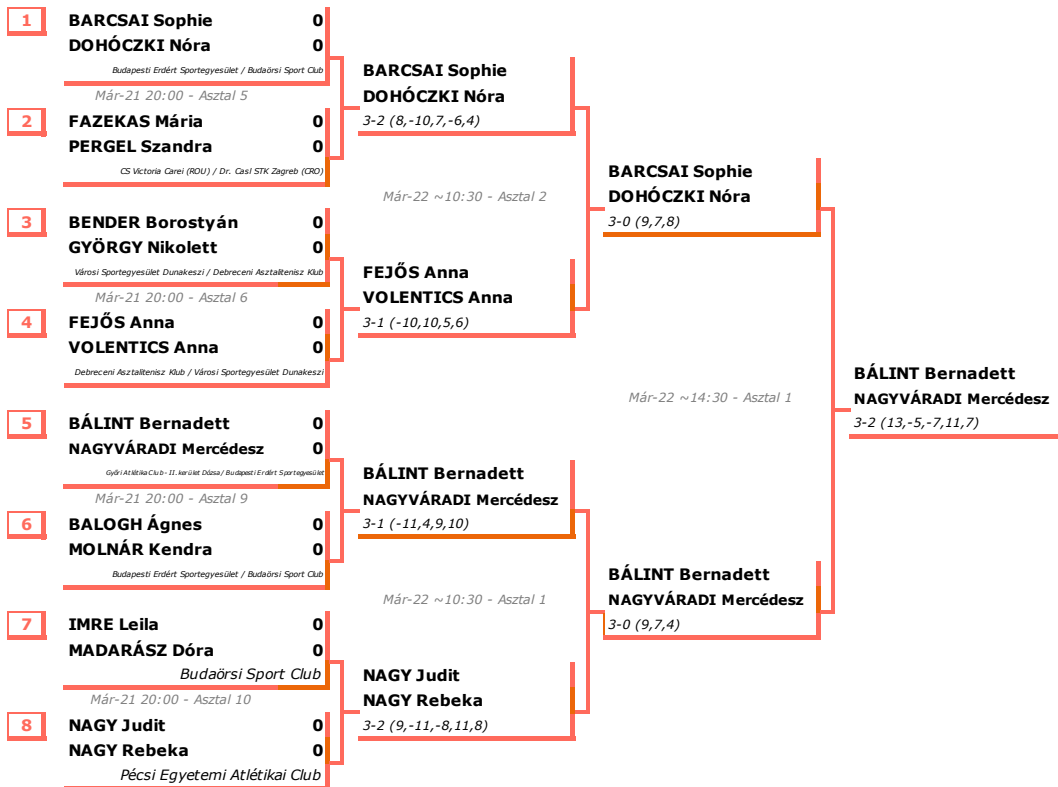 1
BARCSAI Sophie 0
DOHÓCZKI Nóra 0
Budapesti Erdért Sportegyesület / Budaörsi Sport Club
Már-21 20:00 - Asztal 5
2
FAZEKAS Mária 0
PERGEL Szandra 0
CS Victoria Carei (ROU) / Dr. Casl STK Zagreb (CRO)
3
BENDER Borostyán 0
GYÖRGY Nikolett 0
Városi Sportegyesület Dunakeszi / Debreceni Asztalitenisz Klub
Már-21 20:00 - Asztal 6
4
FEJŐS Anna 0
VOLENTICS Anna 0
Debreceni Asztalitenisz Klub / Városi Sportegyesület Dunakeszi
5
BÁLINT Bernadett 0
NAGYVÁRADI Mercédesz 0
Győri Atlétika Club - II. kerület Dózsa / Budapesti Erdért Sportegyesület
Már-21 20:00 - Asztal 9
6
BALOGH Ágnes 0
MOLNÁR Kendra 0
Budapesti Erdért Sportegyesület / Budaörsi Sport Club
7
IMRE Leila 0
MADARÁSZ Dóra 0
Budaörsi Sport Club
Már-21 20:00 - Asztal 10
8
NAGY Judit 0
NAGY Rebeka 0
Pécsi Egyetemi Atlétikai Club
BARCSAI Sophie
DOHÓCZKI Nóra
3-2 (8,-10,7,-6,4)
Már-22 ~10:30 - Asztal 2
FEJŐS Anna
VOLENTICS Anna
3-1 (-10,10,5,6)
BÁLINT Bernadett
NAGYVÁRADI Mercédesz
3-1 (-11,4,9,10)
Már-22 ~10:30 - Asztal 1
NAGY Judit
NAGY Rebeka
3-2 (9,-11,-8,11,8)
BARCSAI Sophie
DOHÓCZKI Nóra
3-0 (9,7,8)
Már-22 ~14:30 - Asztal 1
BÁLINT Bernadett
NAGYVÁRADI Mercédesz
3-0 (9,7,4)
BÁLINT Bernadett
NAGYVÁRADI Mercédesz
3-2 (13,-5,-7,11,7)